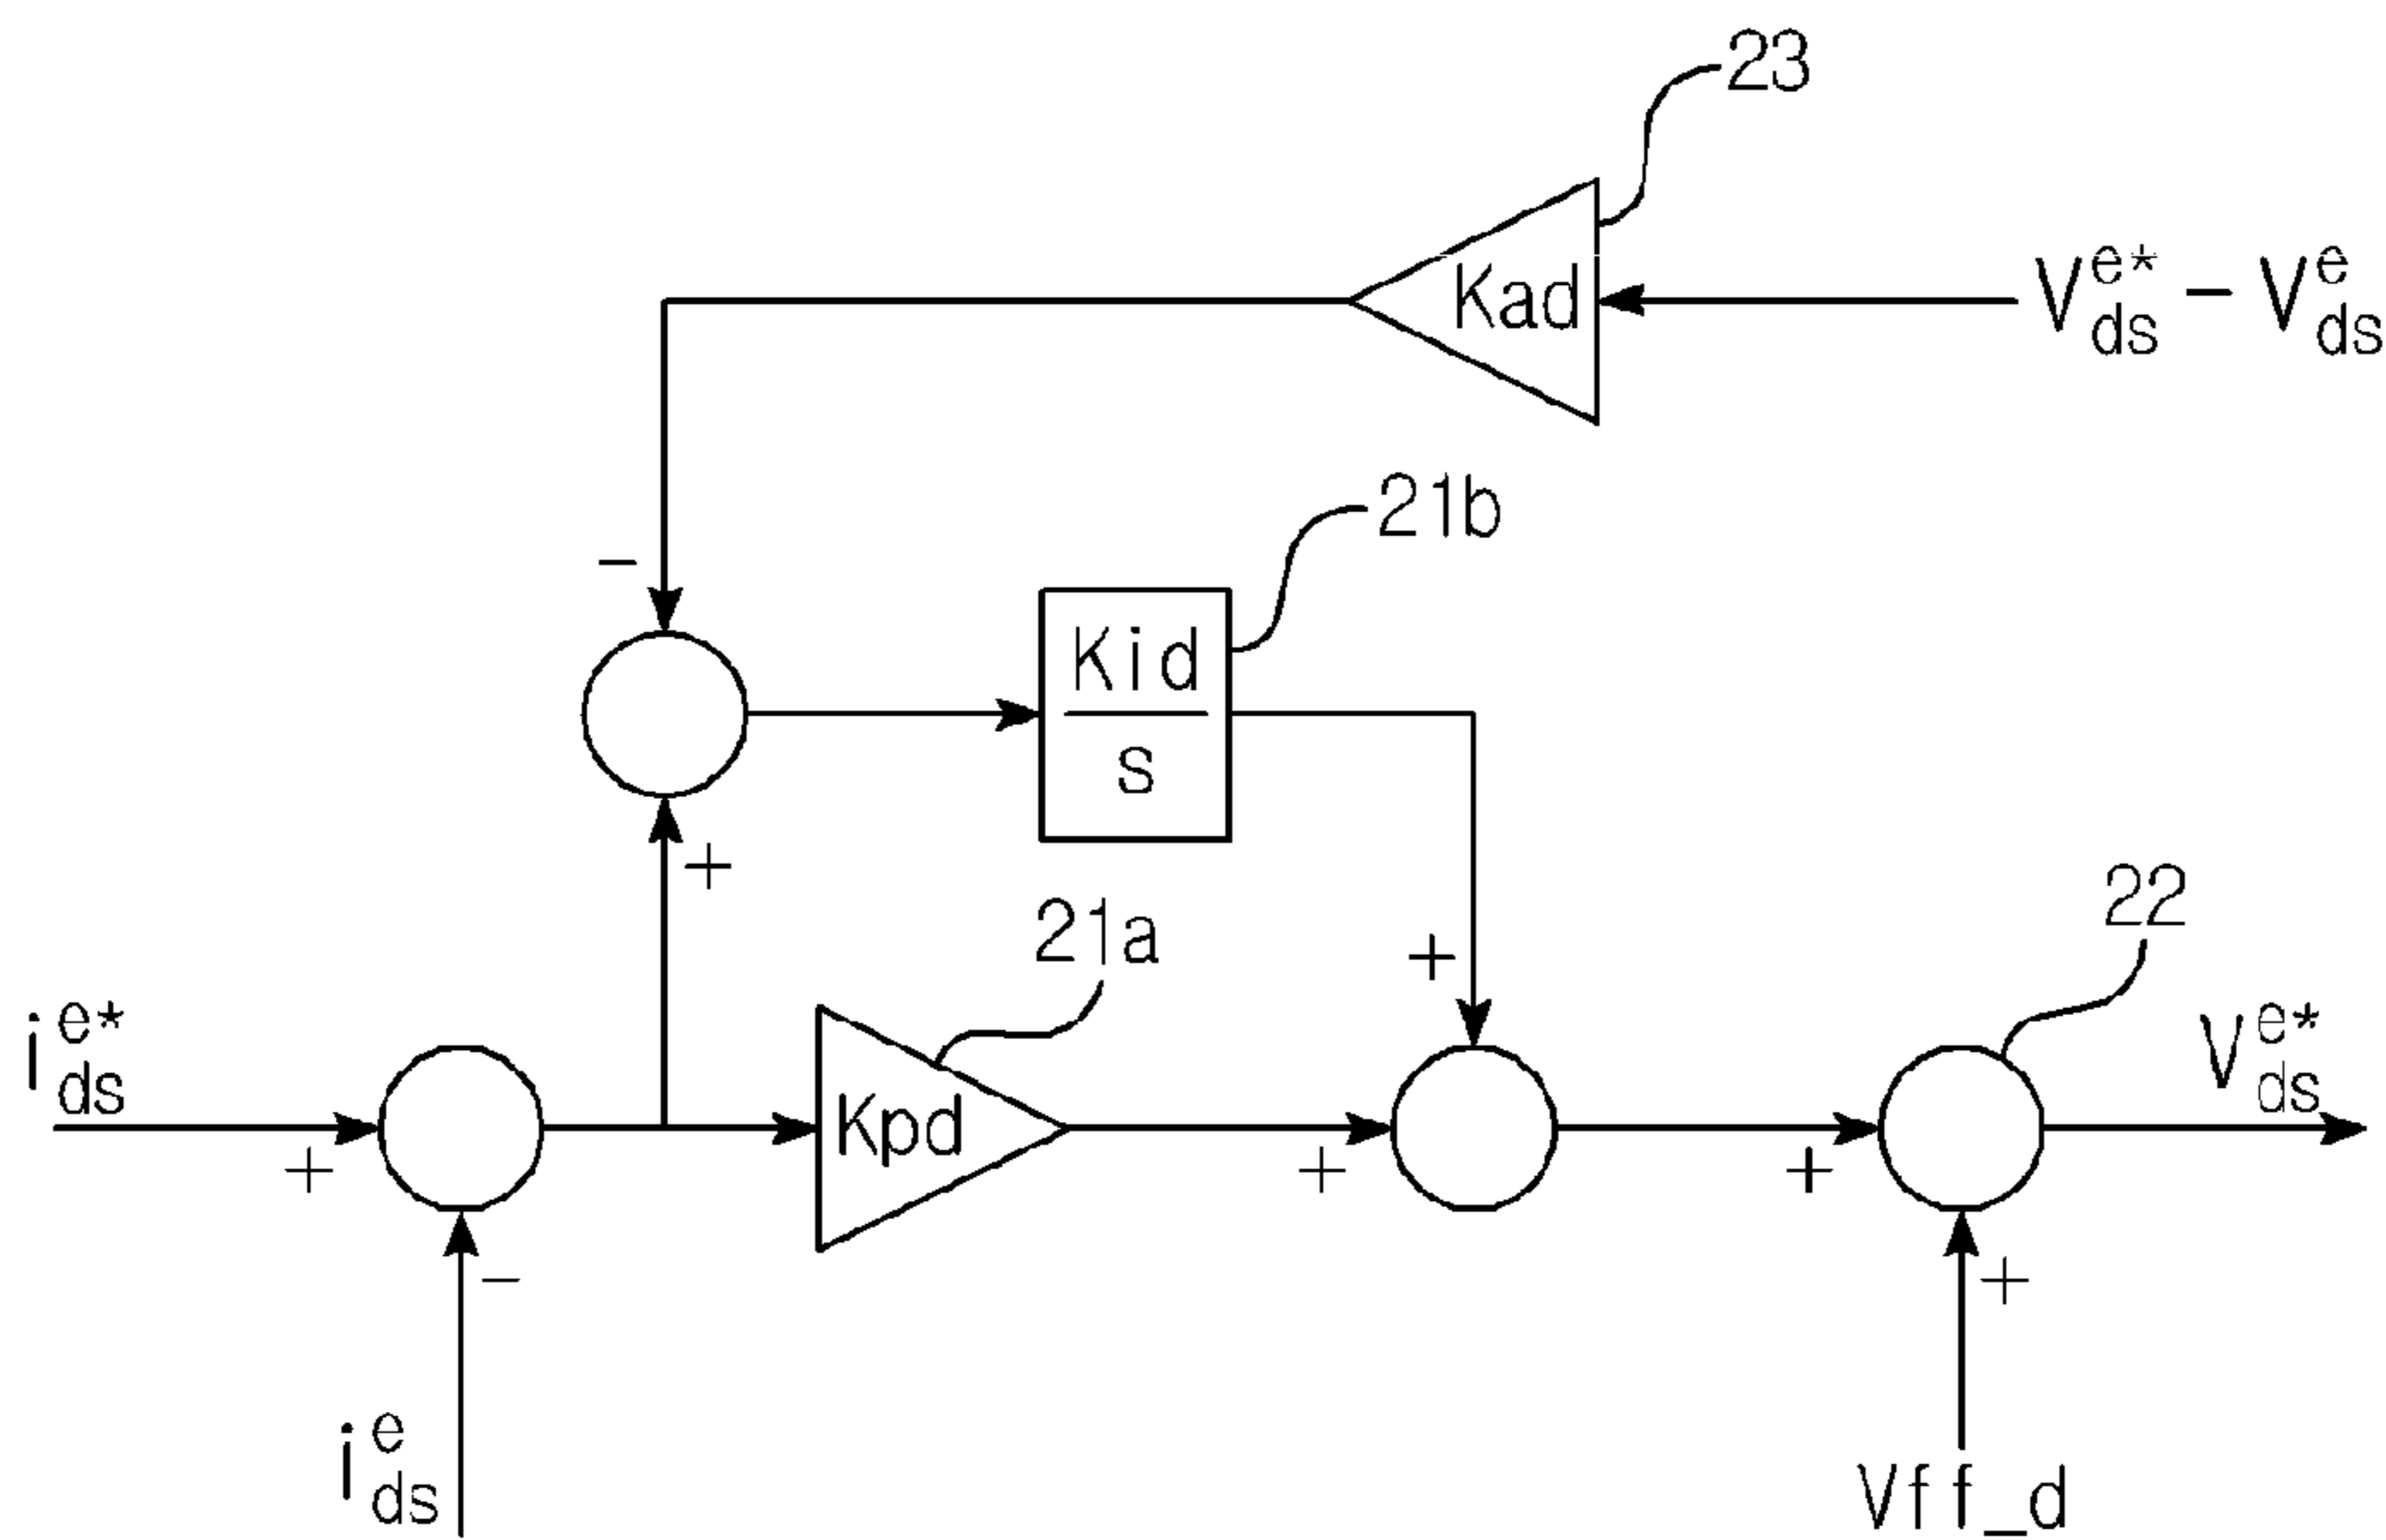 23
Kad
V^{e*}_{ds} - V^{e}_{ds}
21b
-
Kid
s
+
21a
+
22
i^{e*}_{ds}
Kpd
V^{e*}_{ds}
+
+
+
-
+
i^{e}_{ds}
Vff_d